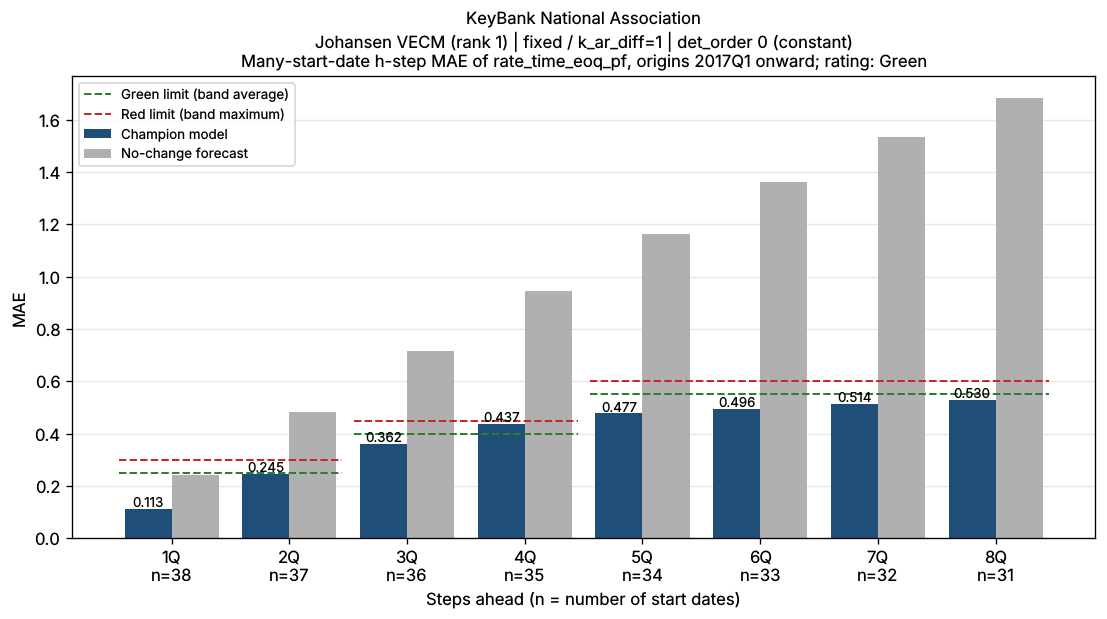 KeyBank National Association
Johansen VECM (rank 1) | fixed / k_ar_diff=1 | det_order 0 (constant)
Many-start-date h-step MAE of rate_time_eoq_pf, origins 2017Q1 onward; rating: Green
Green limit (band average)
Red limit (band maximum)
Champion model
No-change forecast
MAE
1.6
1.4
1.2
1.0
0.8
0.6
0.4
0.2
0.0
0.113
0.245
0.362
0.437
0.477
0.496
0.514
0.530
1Q 2Q 3Q 4Q 5Q 6Q 7Q 8Q
n=38 n=37 n=36 n=35 n=34 n=33 n=32 n=31
Steps ahead (n = number of start dates)